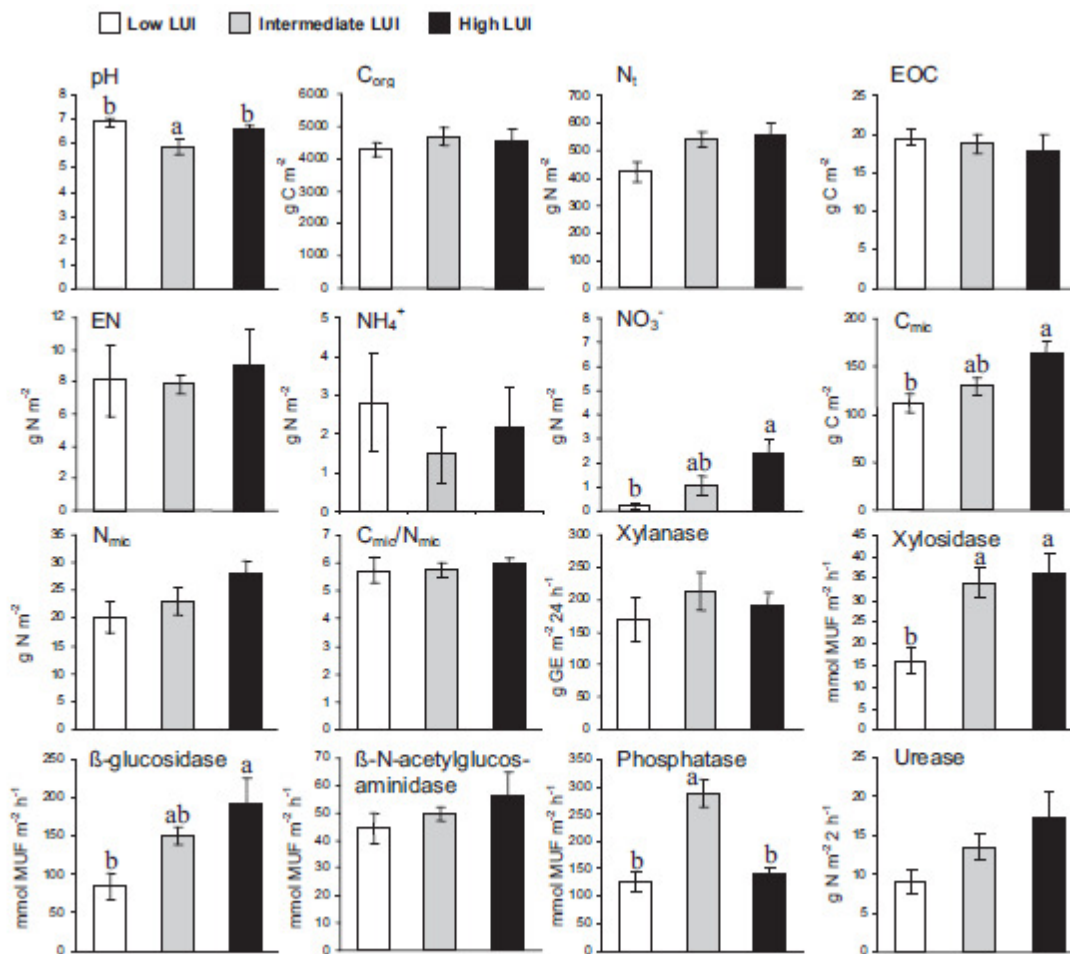 Low LUI Intermediate LUI High LUI
pH
8
7
6
5
4
3
2
1
0
b
a
b
C_org
g C m⁻²
6000
5000
4000
3000
2000
1000
0
N_t
g N m⁻²
700
600
500
400
300
200
100
0
EOC
g C m⁻²
25
20
15
10
5
0
EN
g N m⁻²
12
10
8
6
4
2
0
NH₄⁺
g N m⁻²
5
4
3
2
1
0
NO₃⁻
g N m⁻²
8
7
6
5
4
3
2
1
0
b
ab
a
C_mic
g C m⁻²
200
150
100
50
0
b
ab
a
N_mic
g N m⁻²
35
30
25
20
15
10
5
0
C_mic/N_mic
7
6
5
4
3
2
1
0
Xylanase
g GE m⁻² 24 h⁻¹
350
300
250
200
150
100
50
0
Xylosidase
mmol MUF m⁻² h⁻¹
45
40
35
30
25
20
15
10
5
0
b
a
a
ß-glucosidase
mmol MUF m⁻² h⁻¹
250
200
150
100
50
0
b
ab
a
ß-N-acetylglucos-
aminidase
mmol MUF m⁻² h⁻¹
70
60
50
40
30
20
10
0
Phosphatase
mmol MUF m⁻² h⁻¹
350
300
250
200
150
100
50
0
b
a
b
Urease
g N m⁻² 2 h⁻¹
25
20
15
10
5
0